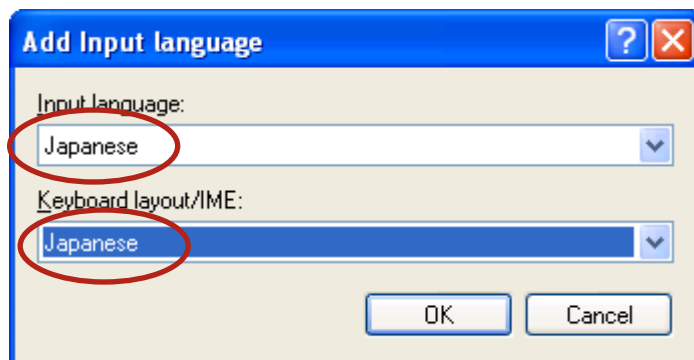 Add Input language
Input language:
Japanese
Keyboard layout/IME:
Japanese
OK Cancel